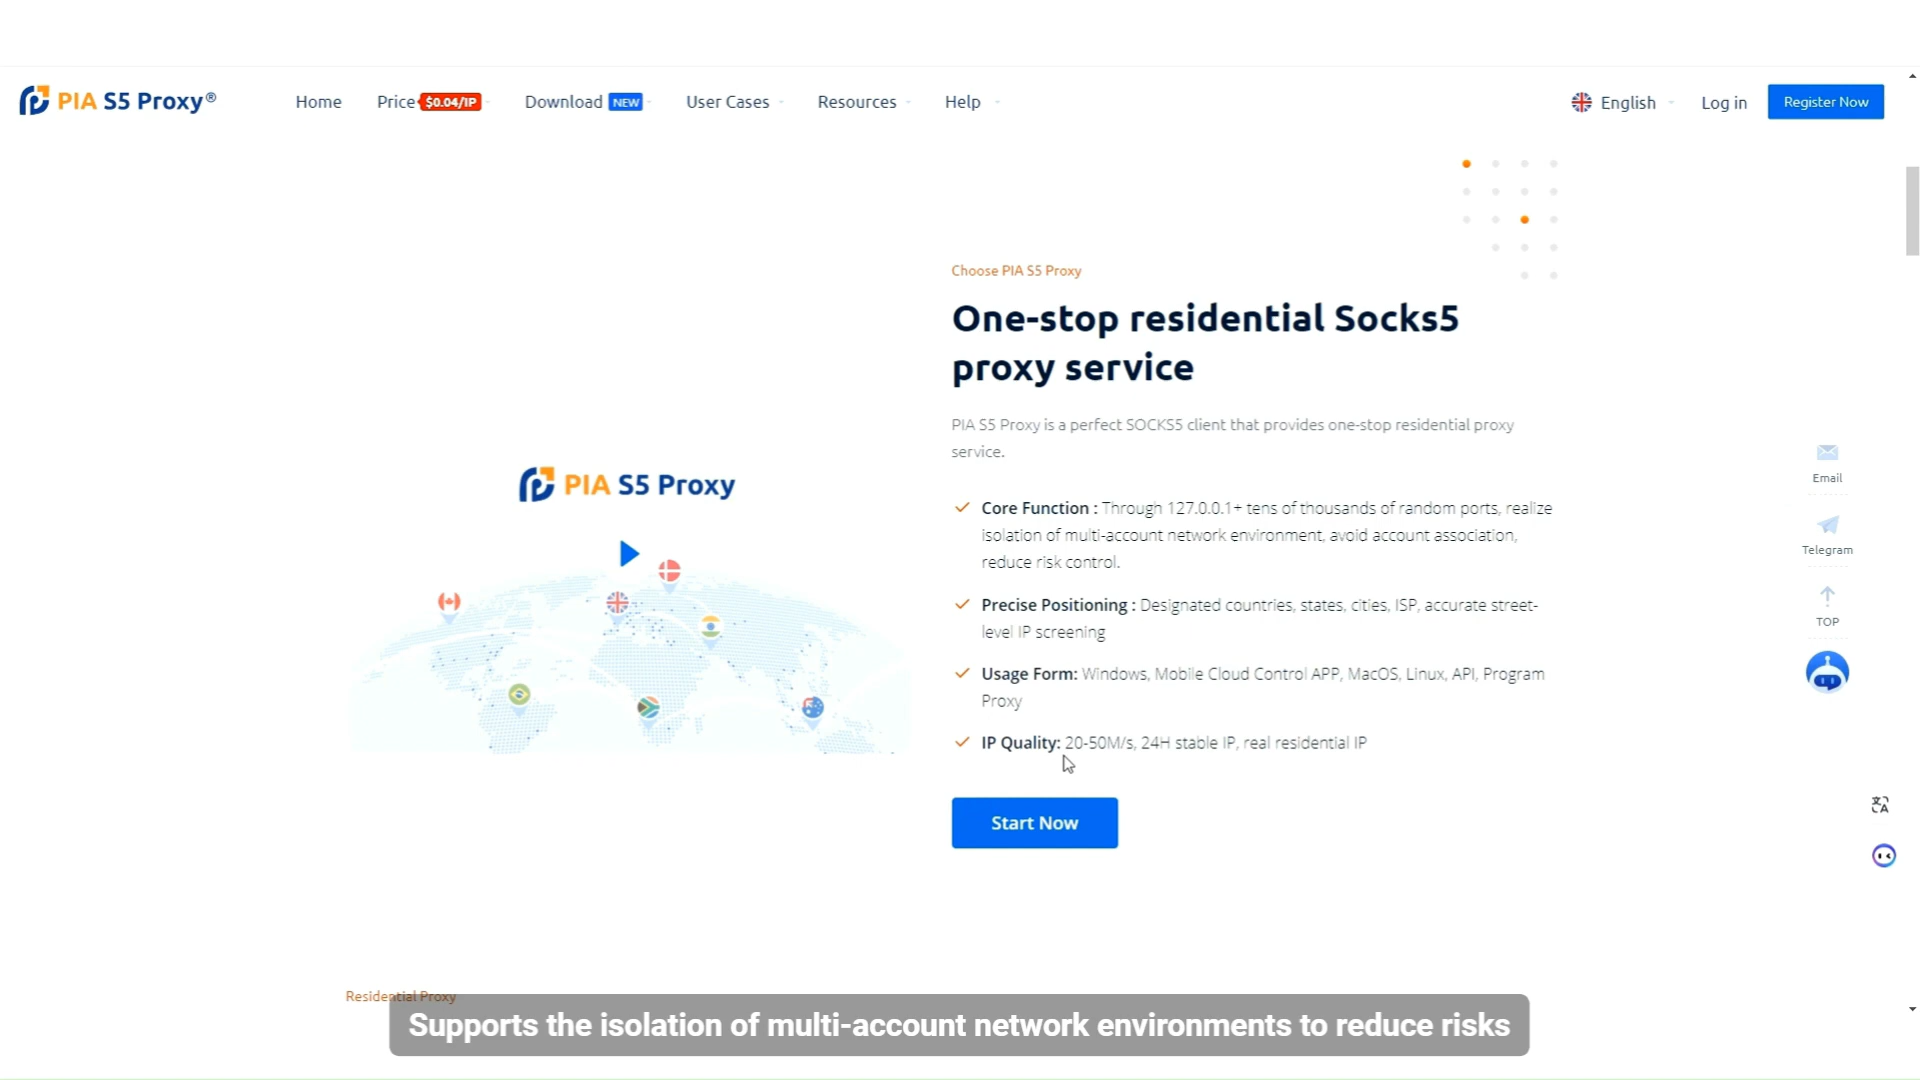 PIA S5 Proxy®
Home
Price $0.04/IP
Download NEW
User Cases
Resources
Help
English
Log in
Register Now
Choose PIA S5 Proxy
One-stop residential Socks5
proxy service
PIA S5 Proxy is a perfect SOCKS5 client that provides one-stop residential proxy
service.
PIA S5 Proxy
Core Function : Through 127.0.0.1+ tens of thousands of random ports, realize
isolation of multi-account network environment, avoid account association,
reduce risk control.
Precise Positioning : Designated countries, states, cities, ISP, accurate street-
level IP screening
Usage Form: Windows, Mobile Cloud Control APP, MacOS, Linux, API, Program
Proxy
IP Quality: 20-50M/s, 24H stable IP, real residential IP
Start Now
Email
Telegram
TOP
Residential Proxy
Supports the isolation of multi-account network environments to reduce risks